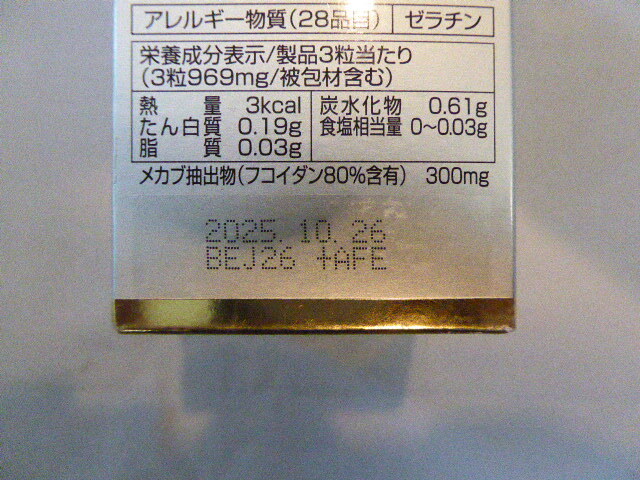 アレルギー物質(28品目) ゼラチン
栄養成分表示/製品3粒当たり
(3粒969mg/被包材含む)
熱量 3kcal 炭水化物 0.61g
たん白質 0.19g 食塩相当量 0〜0.03g
脂質 0.03g
メカブ抽出物(フコイダン80%含有) 300mg
2025.10.26
BEJ26 +AFE